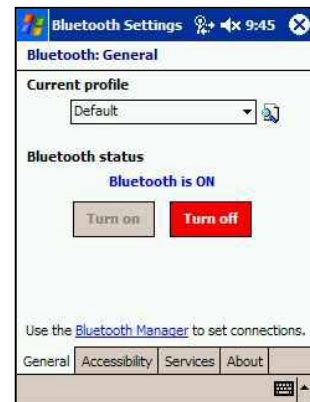 Bluetooth Settings 9:45
Bluetooth: General
Current profile
Default
Bluetooth status
Bluetooth is ON
Turn on Turn off
Use the Bluetooth Manager to set connections.
General Accessibility Services About